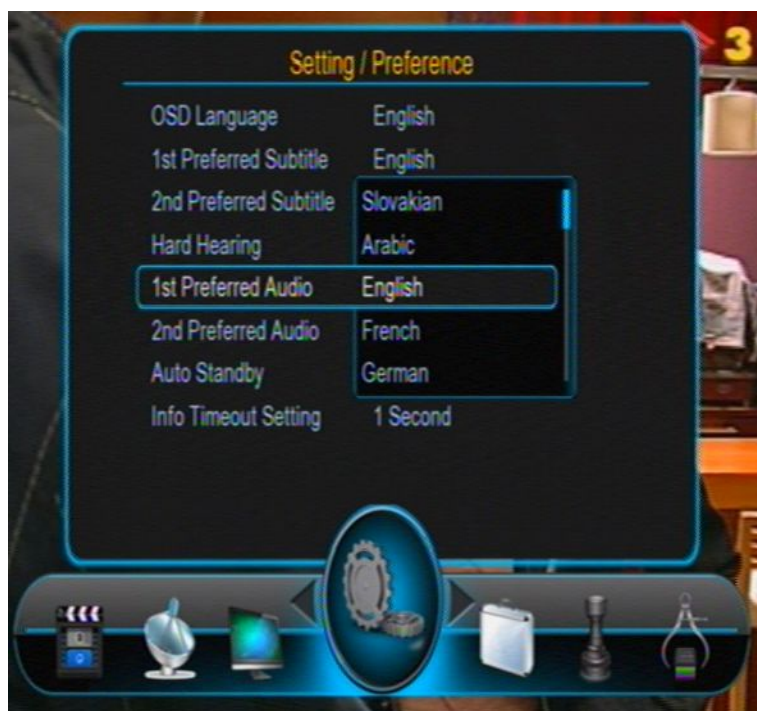 3
Setting / Preference
OSD Language English
1st Preferred Subtitle English
2nd Preferred Subtitle Slovakian
Hard Hearing Arabic
1st Preferred Audio English
2nd Preferred Audio French
Auto Standby German
Info Timeout Setting 1 Second